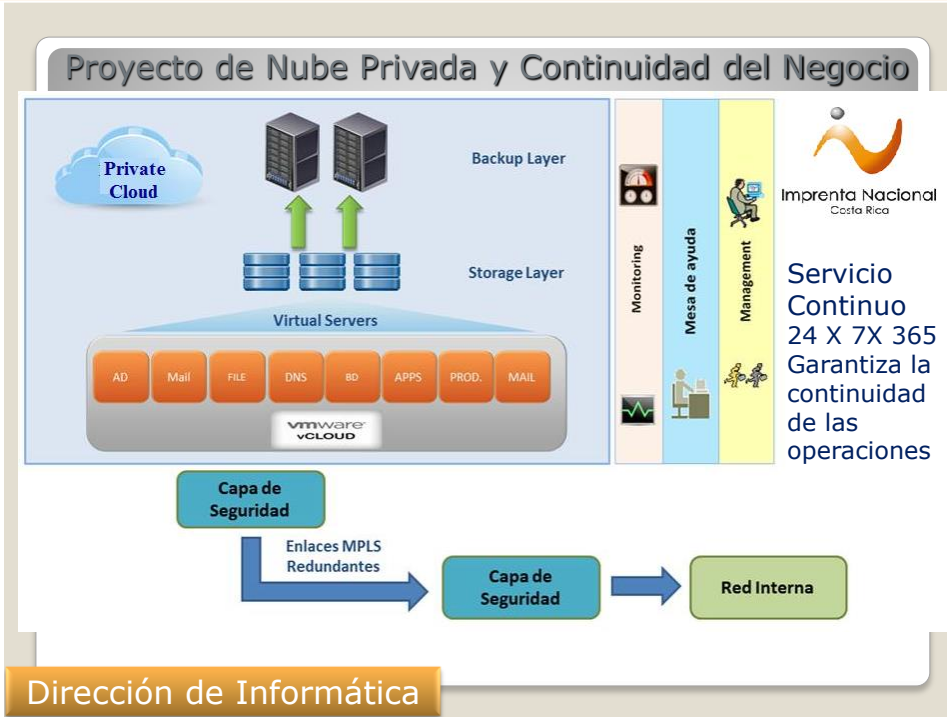 Proyecto de Nube Privada y Continuidad del Negocio
Private
Cloud
Backup Layer
Storage Layer
Virtual Servers
AD
Mail
FILE
DNS
BD
APPS
PROD.
MAIL
vmware
vCLOUD
Monitoring
Mesa de ayuda
Management
Imprenta Nacional
Costa Rica
Servicio
Continuo
24 X 7X 365
Garantiza la
continuidad
de las
operaciones
Capa de
Seguridad
Enlaces MPLS
Redundantes
Capa de
Seguridad
Red Interna
Dirección de Informática